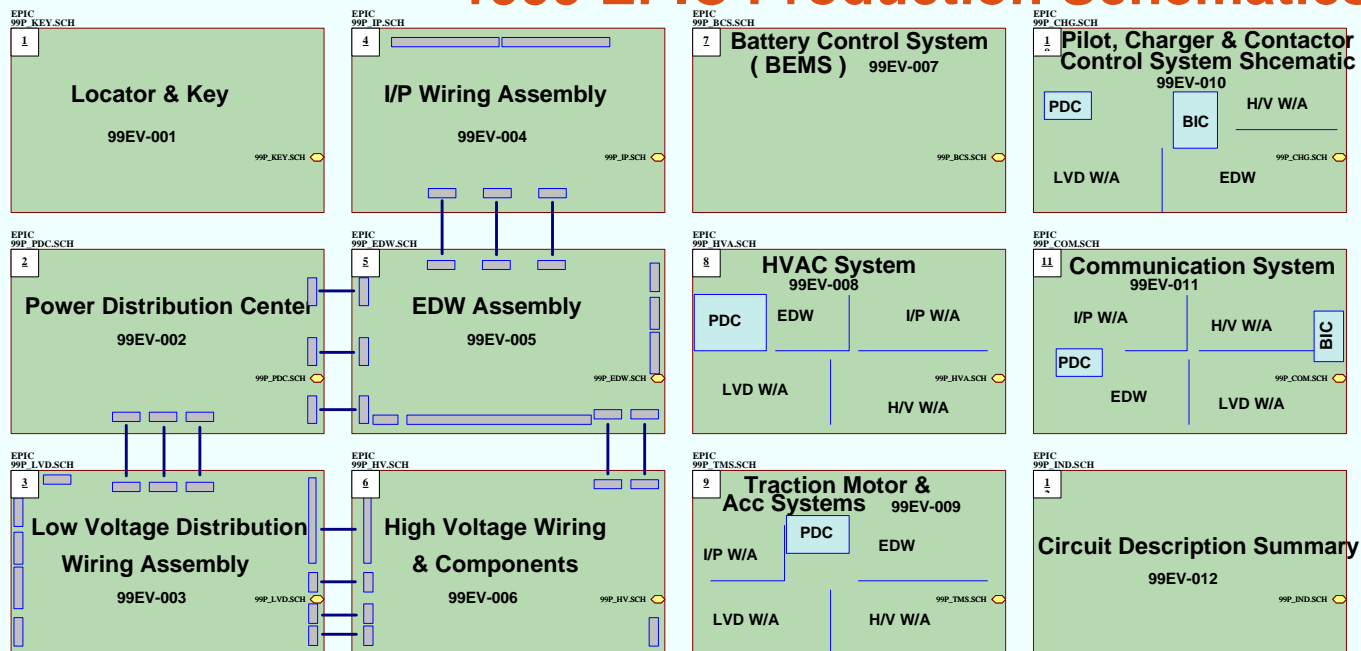 1999 EPIC Production Schematics
EPIC
99P_KEY.SCH
1
Locator & Key
99EV-001
99P_KEY.SCH
EPIC
99P_IP.SCH
4
I/P Wiring Assembly
99EV-004
99P_IP.SCH
EPIC
99P_BCS.SCH
7
Battery Control System
( BEMS ) 99EV-007
99P_BCS.SCH
EPIC
99P_CHG.SCH
1
Pilot, Charger & Contactor
Control System Shcematic
99EV-010
PDC
BIC
H/V W/A
99P_CHG.SCH
LVD W/A
EDW
EPIC
99P_PDC.SCH
2
Power Distribution Center
99EV-002
99P_PDC.SCH
EPIC
99P_EDW.SCH
5
EDW Assembly
99EV-005
99P_EDW.SCH
EPIC
99P_HVA.SCH
8
HVAC System
99EV-008
PDC
EDW
I/P W/A
99P_HVA.SCH
LVD W/A
H/V W/A
EPIC
99P_COM.SCH
11
Communication System
99EV-011
I/P W/A
H/V W/A
BIC
PDC
99P_COM.SCH
EDW
LVD W/A
EPIC
99P_LVD.SCH
3
Low Voltage Distribution
Wiring Assembly
99EV-003
99P_LVD.SCH
EPIC
99P_HV.SCH
6
High Voltage Wiring
& Components
99EV-006
99P_HV.SCH
EPIC
99P_TMS.SCH
9
Traction Motor &
Acc Systems 99EV-009
PDC
I/P W/A
EDW
99P_TMS.SCH
LVD W/A
H/V W/A
EPIC
99P_IND.SCH
1
Circuit Description Summary
99EV-012
99P_IND.SCH